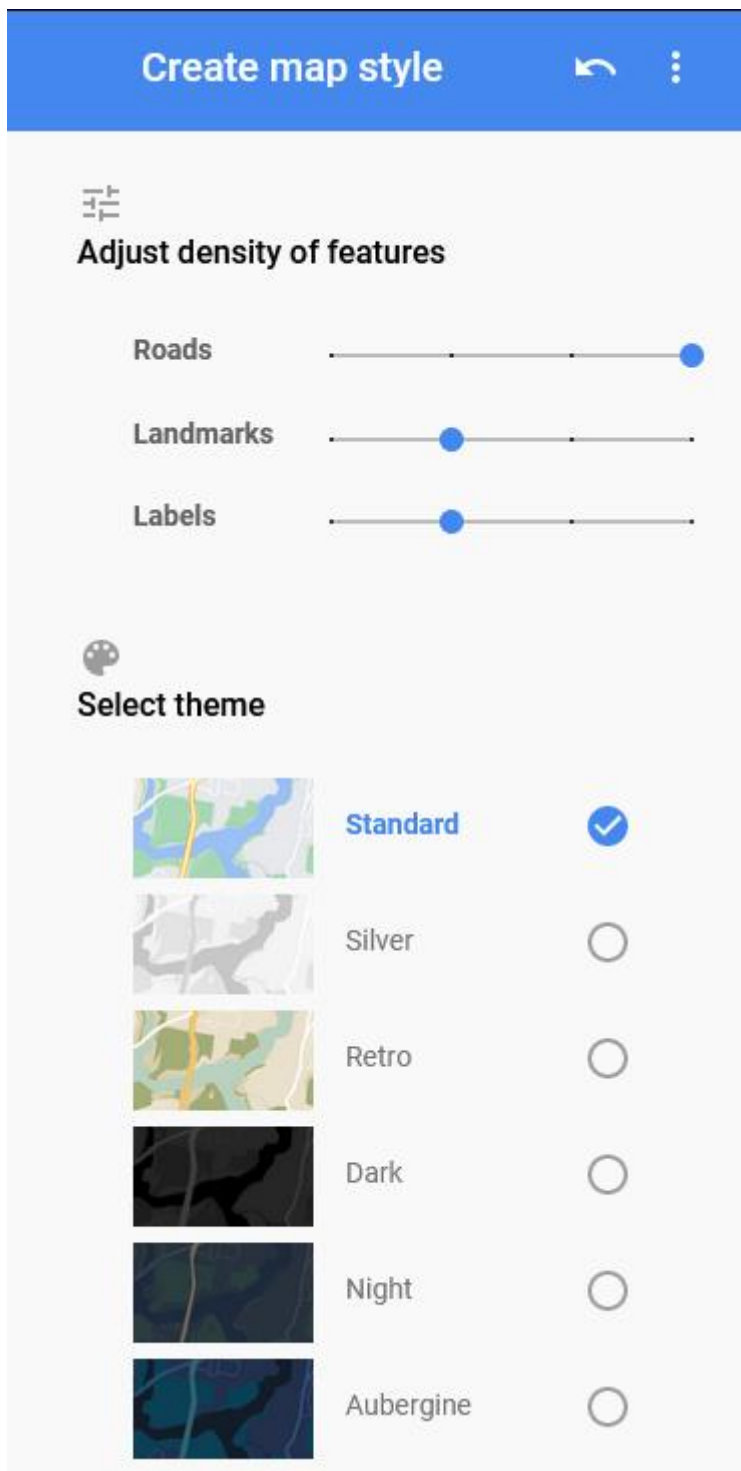 Create map style
Adjust density of features
Roads
Landmarks
Labels
Select theme
Standard
Silver
Retro
Dark
Night
Aubergine